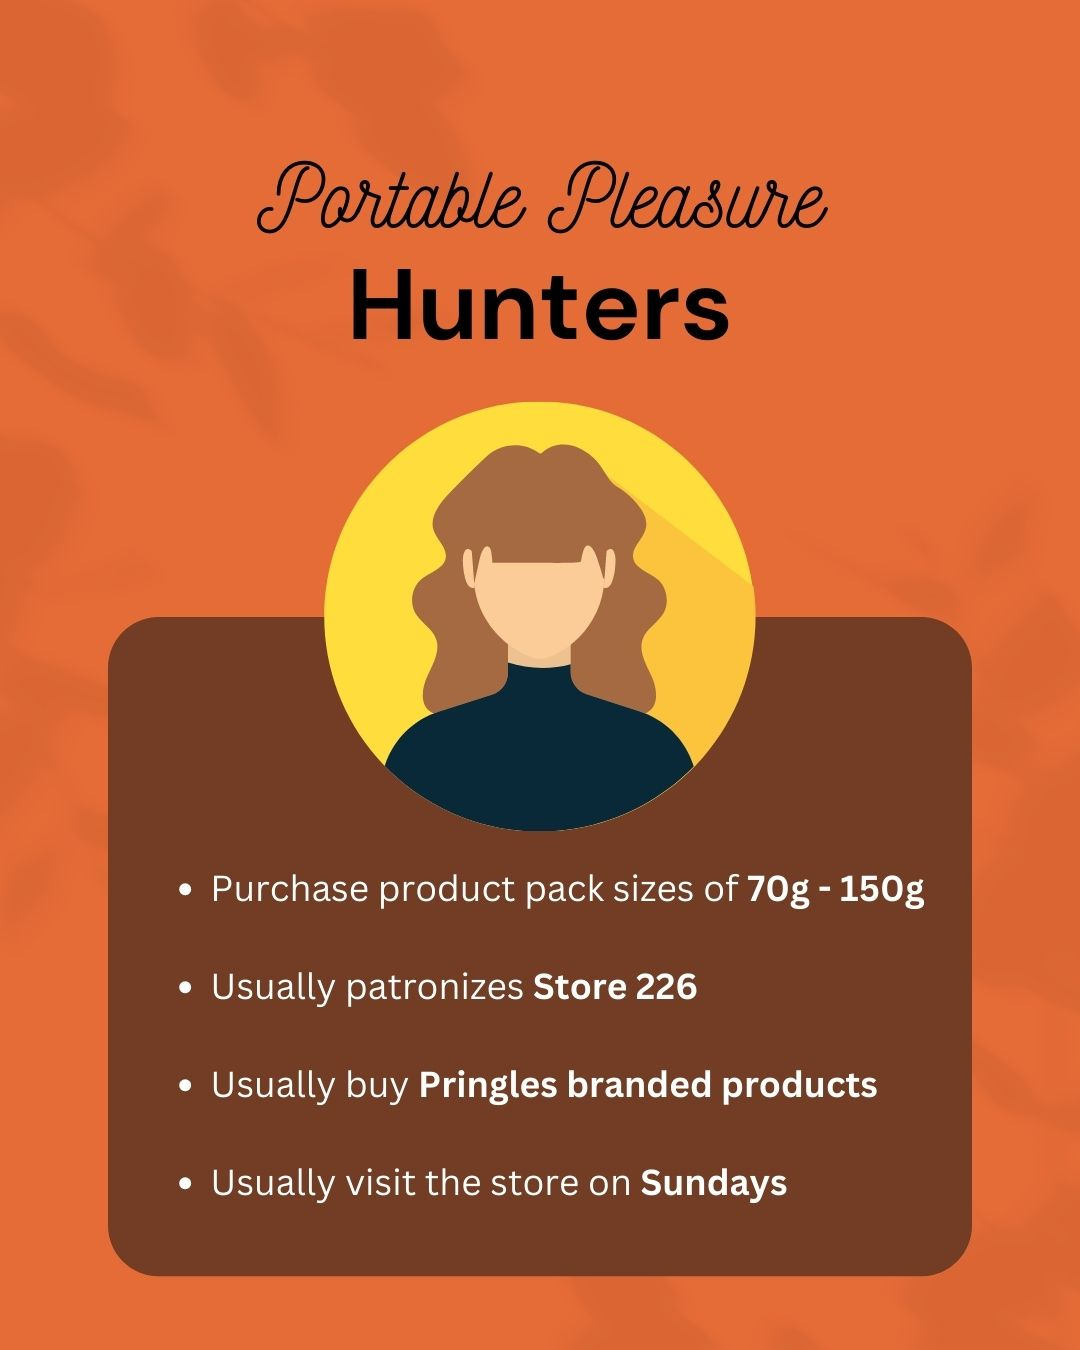 Portable Pleasure
Hunters
• Purchase product pack sizes of 70g - 150g
• Usually patronizes Store 226
• Usually buy Pringles branded products
• Usually visit the store on Sundays